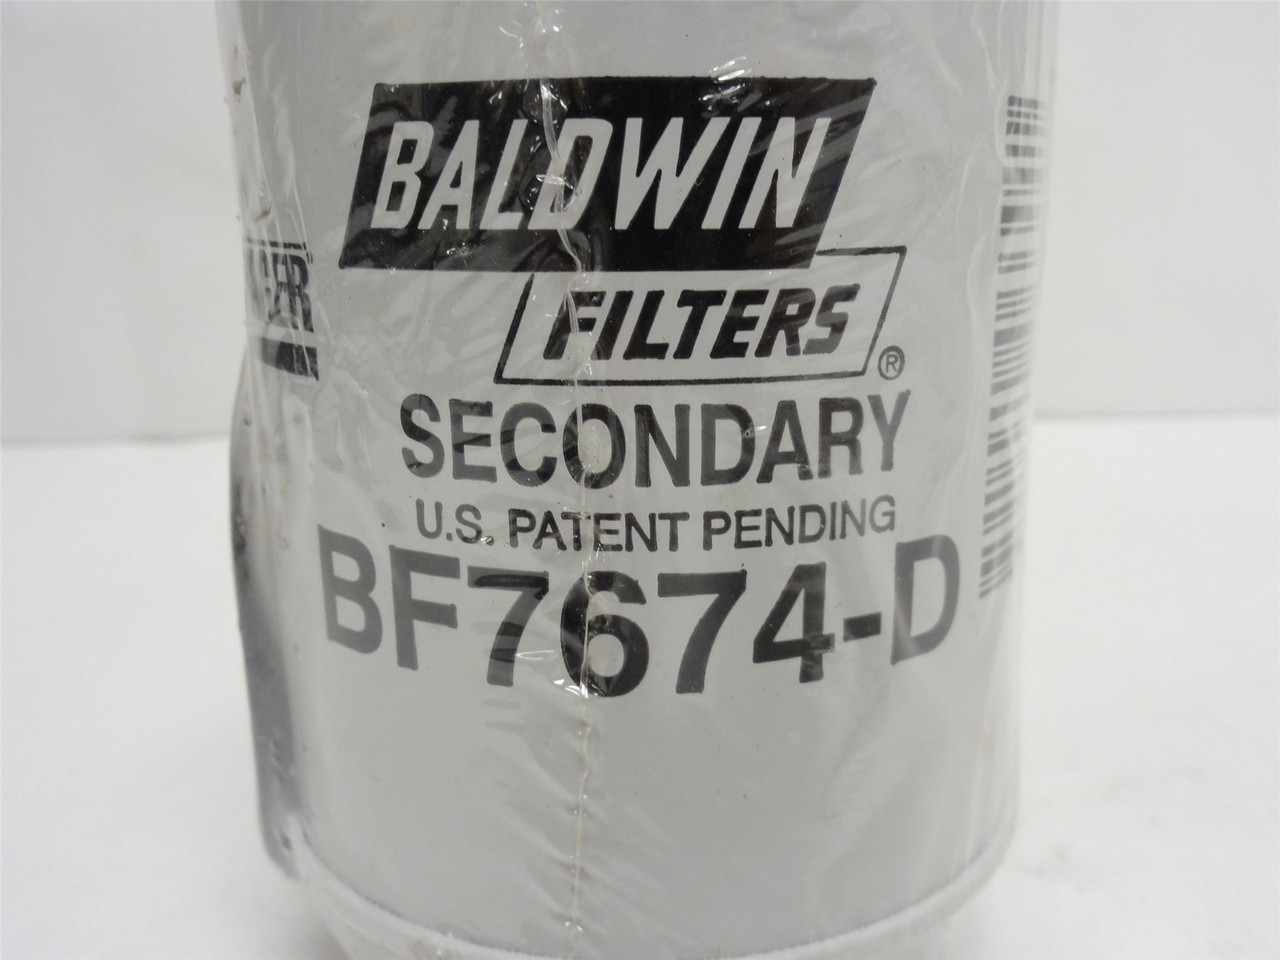 BALDWIN
FILTERS®
SECONDARY
U.S. PATENT PENDING
BF7674-D